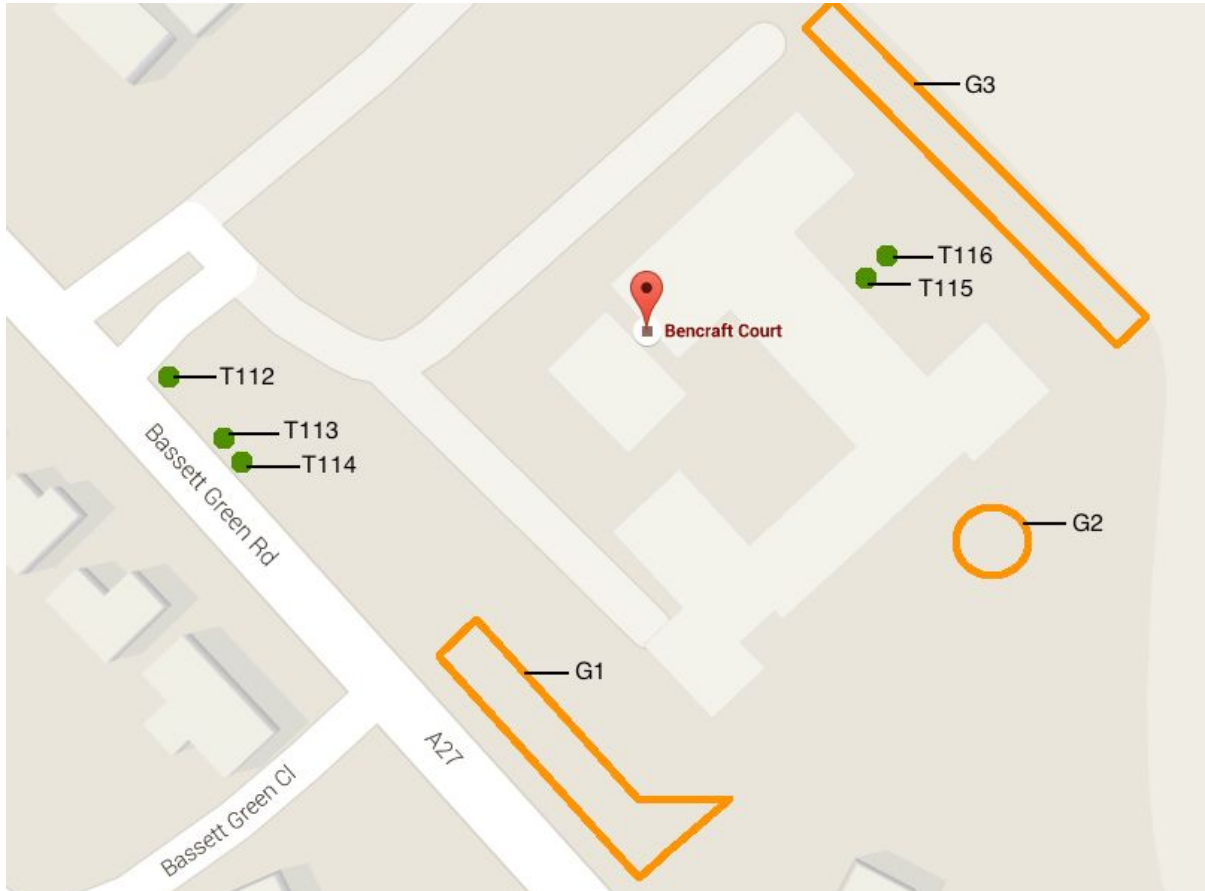 G3
T116
T115
Bencraft Court
T112
T113
T114
Bassett Green Rd
G2
G1
A27
Bassett Green Cl